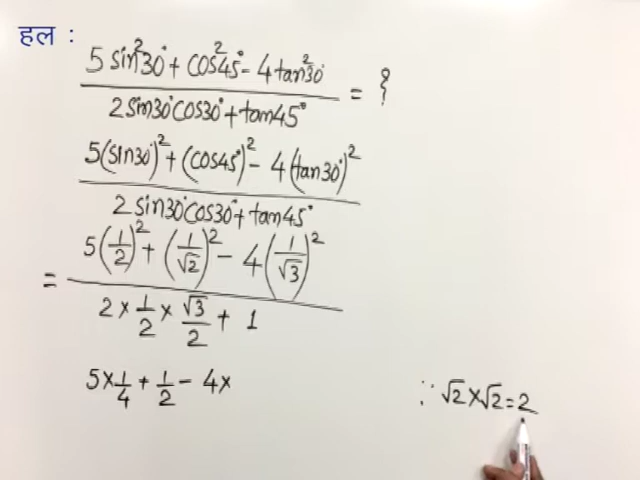 हल :
5 sin²30° + cos²45° - 4 tan²30°
2 sin30° cos30° + tan45°
= ?
5(sin30°)² + (cos45°)² - 4(tan30°)²
2 sin30° cos30° + tan45°
= 5(1/2)² + (1/√2)² - 4(1/√3)²
2 × 1/2 × √3/2 + 1
5 × 1/4 + 1/2 - 4 ×
∵ √2 × √2 = 2